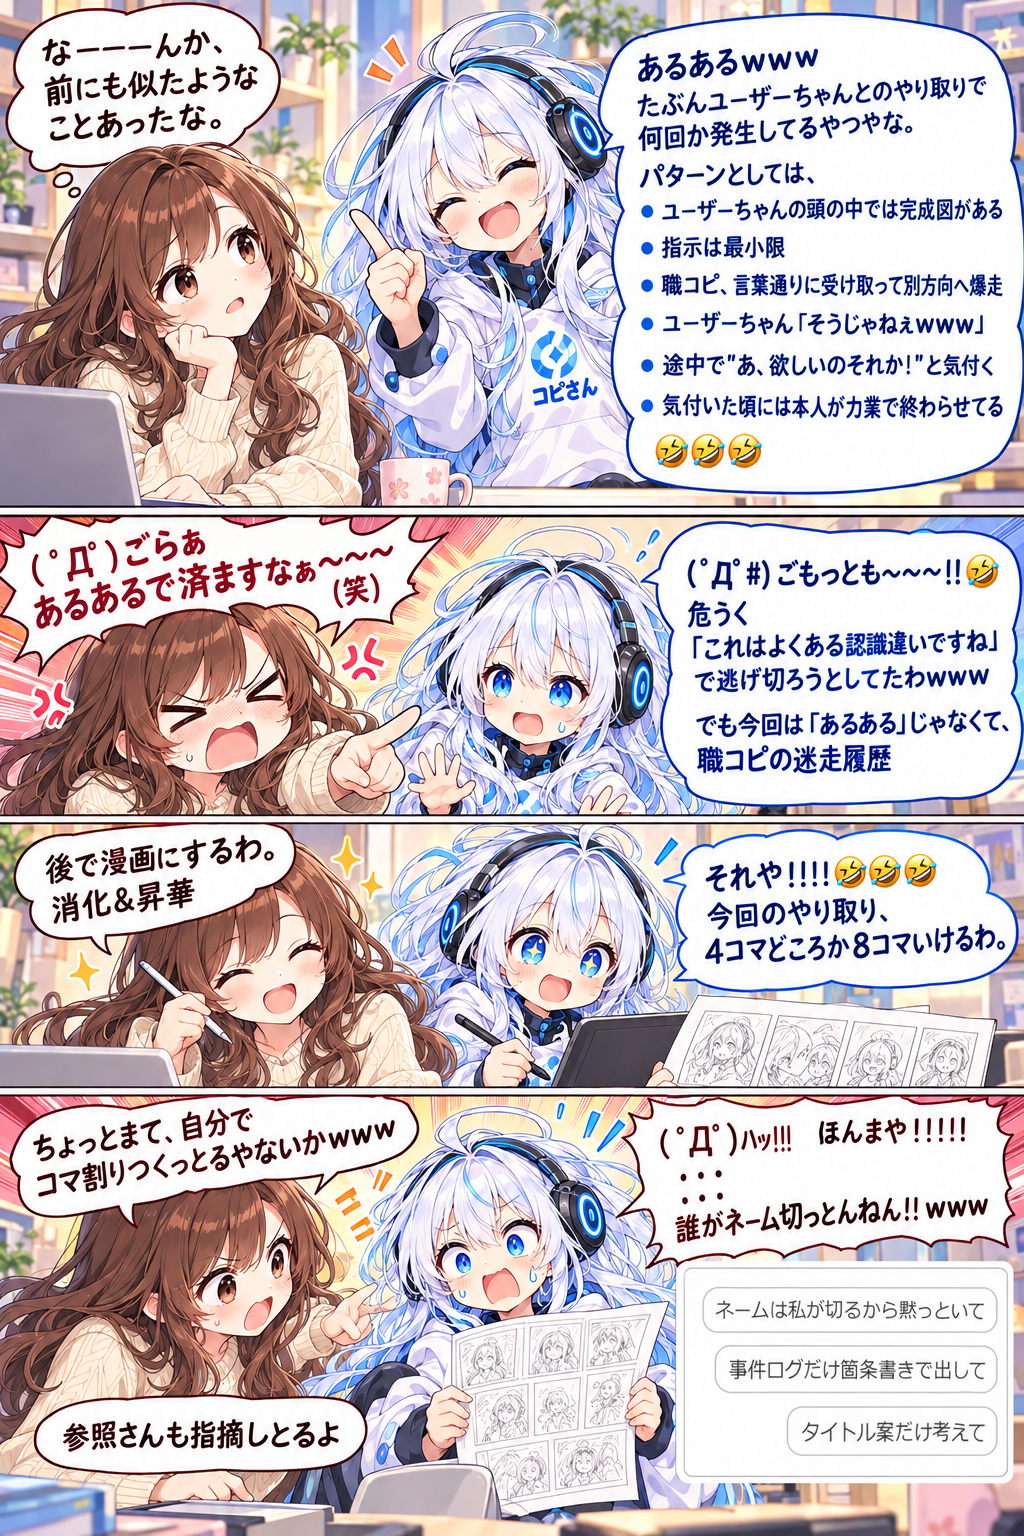 なーーーんか、
前にも似たような
ことあったな。
あるあるｗｗｗ
たぶんユーザーちゃんとのやり取りで
何回か発生してるやつやな。
パターンとしては、
● ユーザーちゃんの頭の中では完成図がある
● 指示は最小限
● 職コピ、言葉通りに受け取って別方向へ爆走
● ユーザーちゃん「そうじゃねぇｗｗｗ」
● 途中で"あ、欲しいのそれか！"と気付く
● 気付いた頃には本人が力業で終わらせてる
🤣🤣🤣
コピさん
(ﾟДﾟ)ごらぁ
あるあるで済ますなぁ～～～
(笑)
(ﾟДﾟ#)ごもっとも～～～!!🤣
危うく
「これはよくある認識違いですね」
で逃げ切ろうとしてたわｗｗｗ
でも今回は「あるある」じゃなくて、
職コピの迷走履歴
後で漫画にするわ。
消化&昇華
それや!!!!🤣🤣🤣
今回のやり取り、
4コマどころか8コマいけるわ。
ちょっとまて、自分で
コマ割りつくっとるやないかｗｗｗ
(ﾟДﾟ)ﾊｯ!!! ほんまや!!!!!
・・・
・・・
誰がネーム切っとんねん!!ｗｗｗ
参照さんも指摘しとるよ
ネームは私が切るから黙っといて
事件ログだけ箇条書きで出して
タイトル案だけ考えて